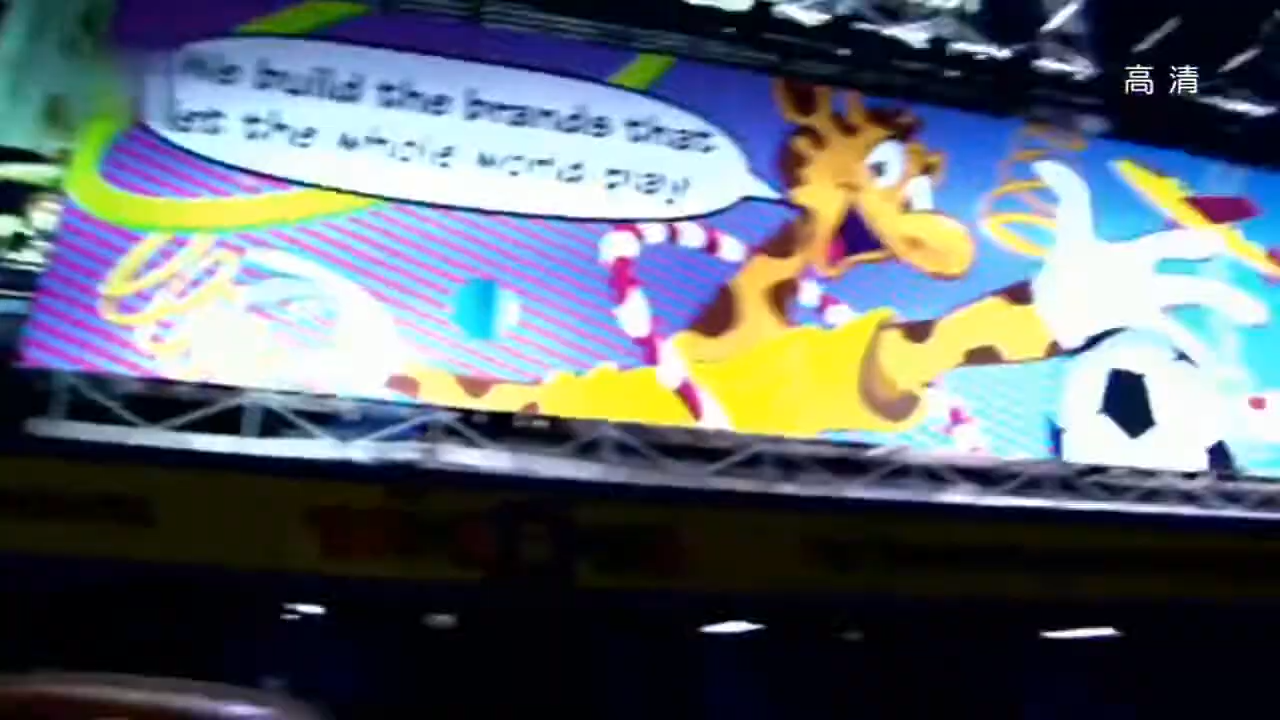 We build the brands that
let the whole world play!
高清